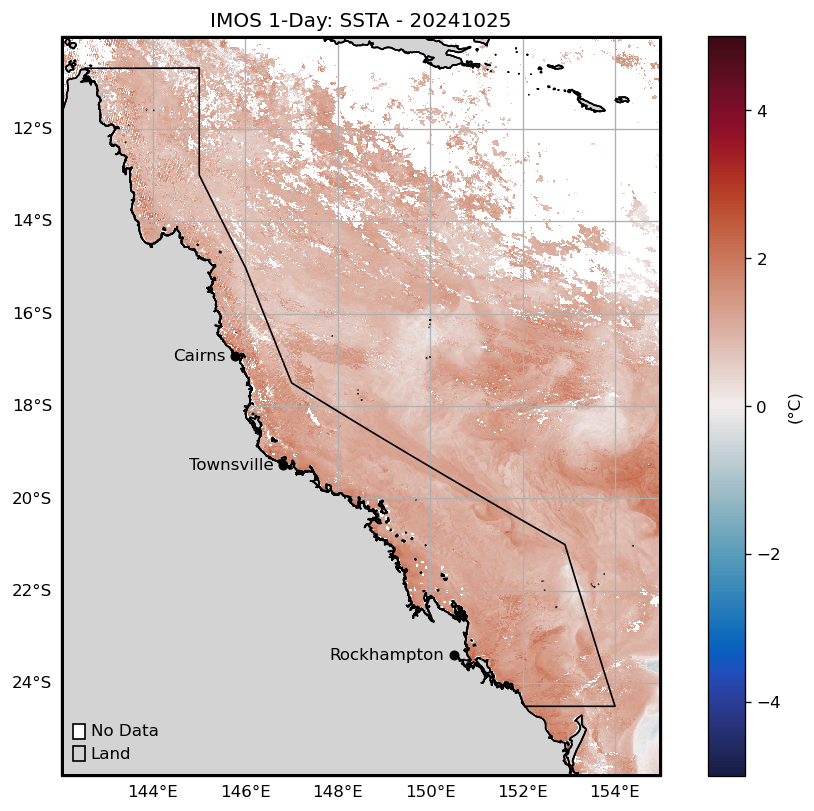 IMOS 1-Day: SSTA - 20241025
12°S
14°S
16°S
18°S
20°S
22°S
24°S
Cairns
Townsville
Rockhampton
No Data
Land
144°E
146°E
148°E
150°E
152°E
154°E
4
2
0
−2
−4
(°C)